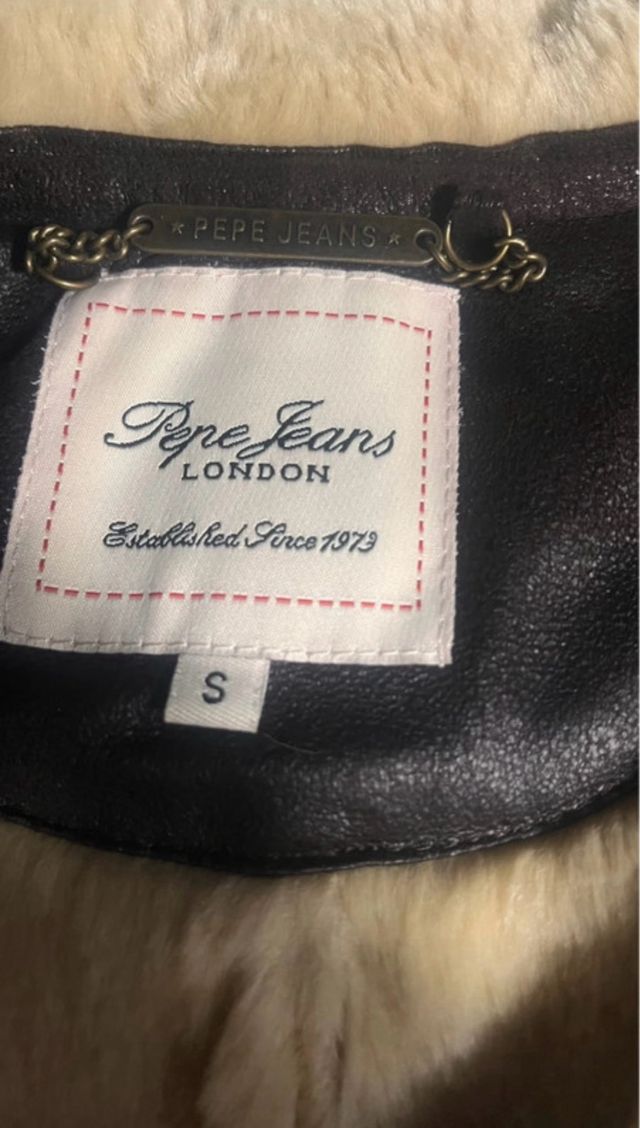 ★ PEPE JEANS ★
Pepe Jeans
LONDON
Established Since 1973
S